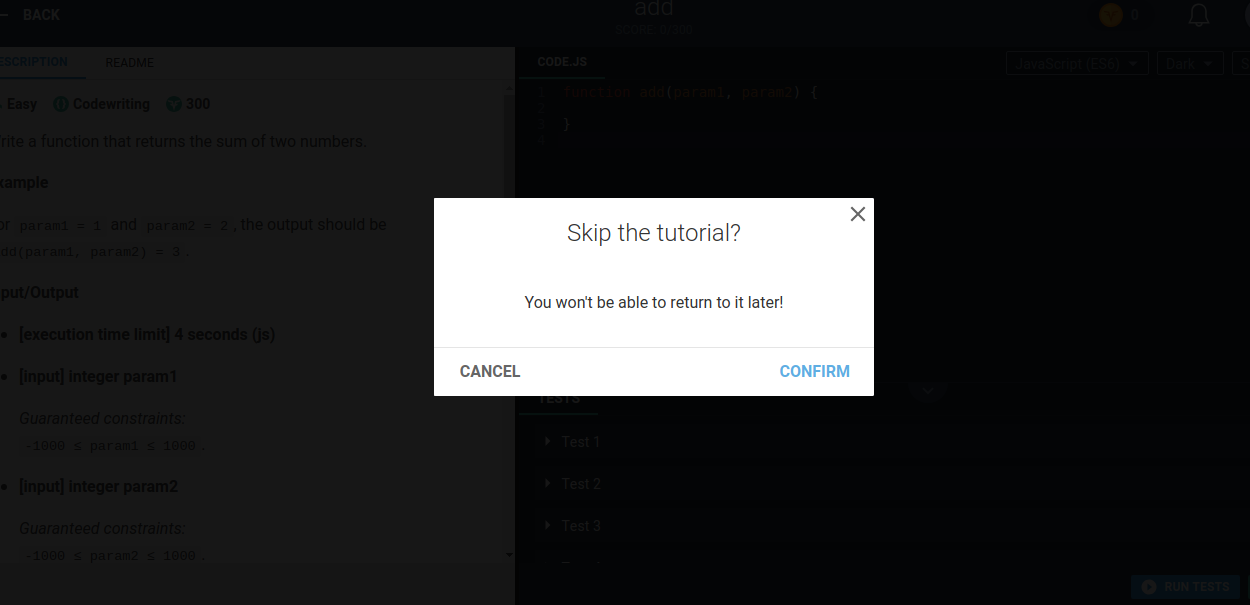 BACK
add
SCORE: 0/300
0
ESCRIPTION README
Easy Codewriting 300
rite a function that returns the sum of two numbers.
xample
or param1 = 1 and param2 = 2, the output should be
dd(param1, param2) = 3.
put/Output
[execution time limit] 4 seconds (js)
[input] integer param1
Guaranteed constraints:
-1000 ≤ param1 ≤ 1000.
[input] integer param2
Guaranteed constraints:
-1000 ≤ param2 ≤ 1000.
CODE.JS JavaScript (ES6) Dark S
1 function add(param1, param2) {
2
3 }
4
Skip the tutorial?
You won't be able to return to it later!
CANCEL CONFIRM
TESTS
Test 1
Test 2
Test 3
RUN TESTS